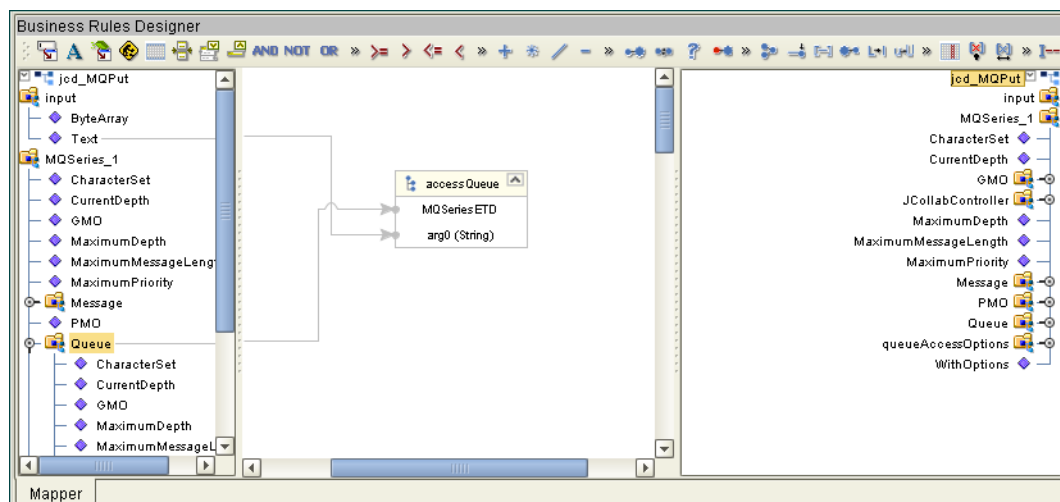 Business Rules Designer
AND NOT OR » >= > <= < » + * / - » ? » »
jcd_MQPut
input
ByteArray
Text
MQSeries_1
CharacterSet
CurrentDepth
GMO
MaximumDepth
MaximumMessageLeng
MaximumPriority
Message
PMO
Queue
CharacterSet
CurrentDepth
GMO
MaximumDepth
MaximumMessageL
accessQueue
MQSeriesETD
arg0 (String)
jcd_MQPut
input
MQSeries_1
CharacterSet
CurrentDepth
GMO
JCollabController
MaximumDepth
MaximumMessageLength
MaximumPriority
Message
PMO
Queue
queueAccessOptions
WithOptions
Mapper